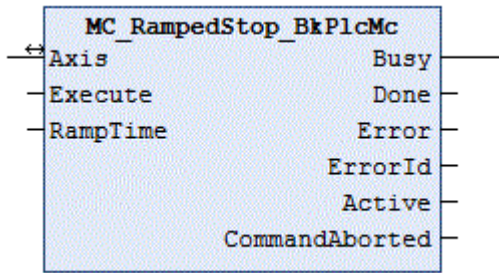 MC_RampedStop_BkPlcMc
Axis Busy
Execute Done
RampTime Error
ErrorId
Active
CommandAborted